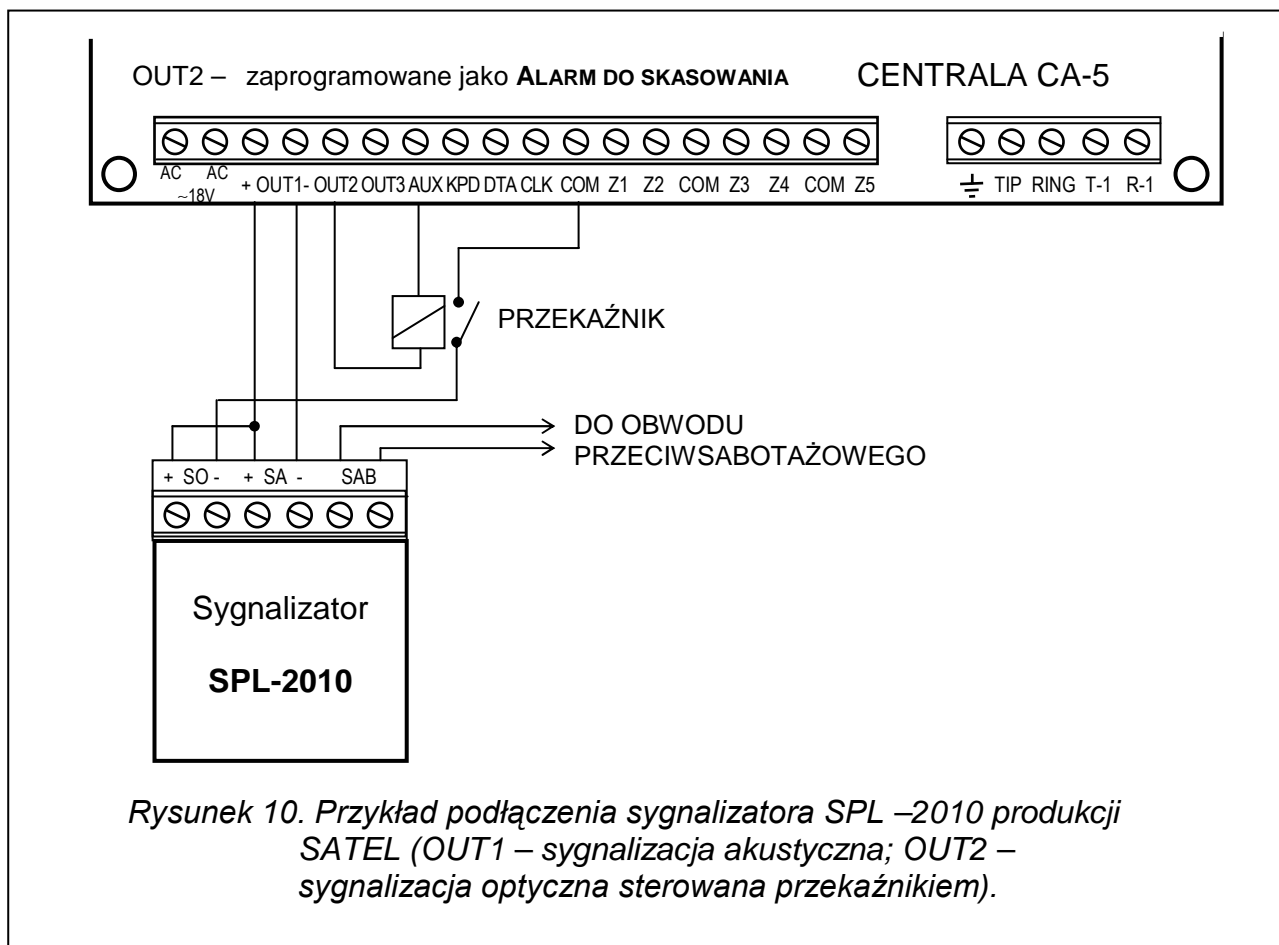 OUT2 – zaprogramowane jako ALARM DO SKASOWANIA CENTRALA CA-5
AC AC + OUT1 - OUT2 OUT3 AUX KPD DTA CLK COM Z1 Z2 COM Z3 Z4 COM Z5 TIP RING T-1 R-1
~18V
PRZEKAŹNIK
DO OBWODU
PRZECIWSABOTAŻOWEGO
+ SO - + SA - SAB
Sygnalizator
SPL-2010
Rysunek 10. Przykład podłączenia sygnalizatora SPL –2010 produkcji
SATEL (OUT1 – sygnalizacja akustyczna; OUT2 –
sygnalizacja optyczna sterowana przekaźnikiem).